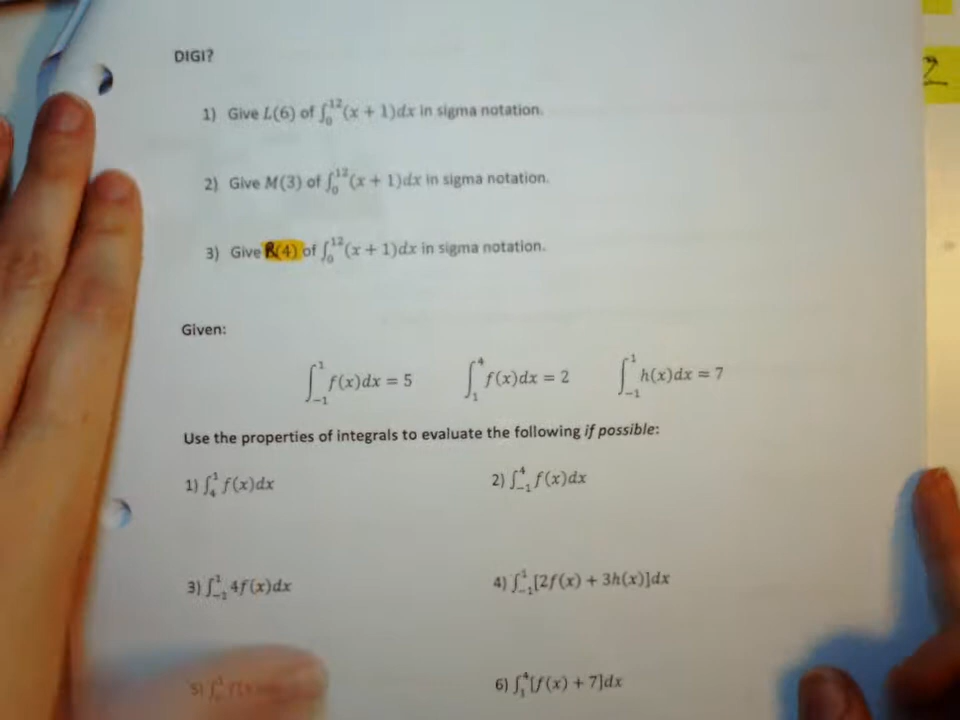 DIGI?
2
1) Give L(6) of ∫₀¹²(x + 1)dx in sigma notation.
2) Give M(3) of ∫₀¹²(x + 1)dx in sigma notation.
3) Give R(4) of ∫₀¹²(x + 1)dx in sigma notation.
Given:
∫₋₁¹ f(x)dx = 5 ∫₁⁴ f(x)dx = 2 ∫₋₁¹ h(x)dx = 7
Use the properties of integrals to evaluate the following if possible:
1) ∫₄¹ f(x)dx 2) ∫₋₁⁴ f(x)dx
3) ∫₋₁¹ 4f(x)dx 4) ∫₋₁¹[2f(x) + 3h(x)]dx
5) 6) ∫₁⁴[f(x) + 7]dx